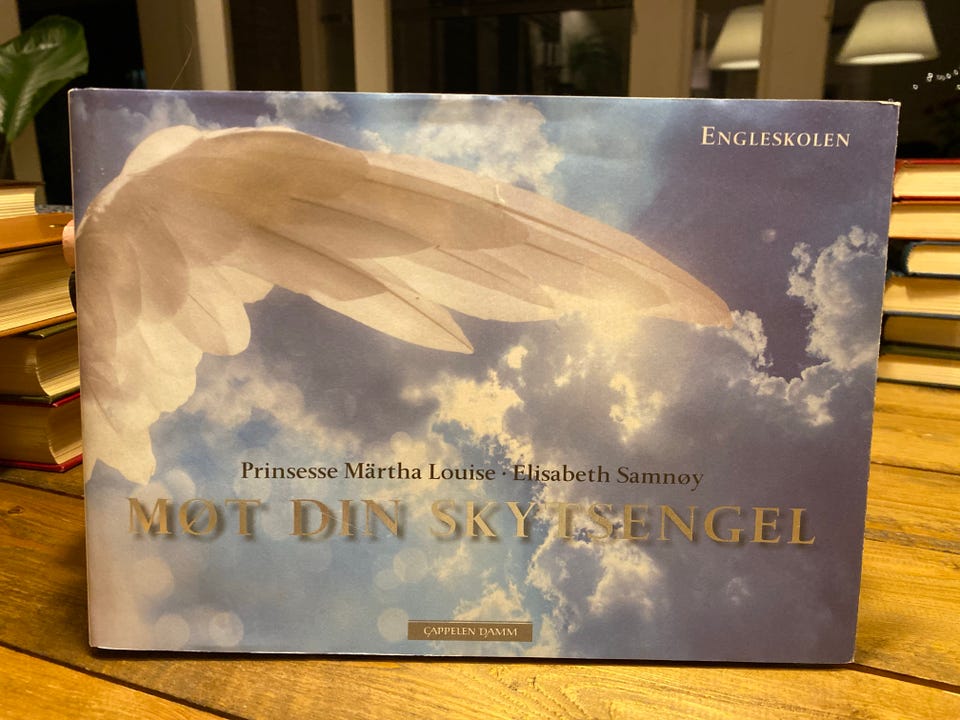 ENGLESKOLEN
Prinsesse Märtha Louise · Elisabeth Samnøy
MØT DIN SKYTSENGEL
CAPPELEN DAMM